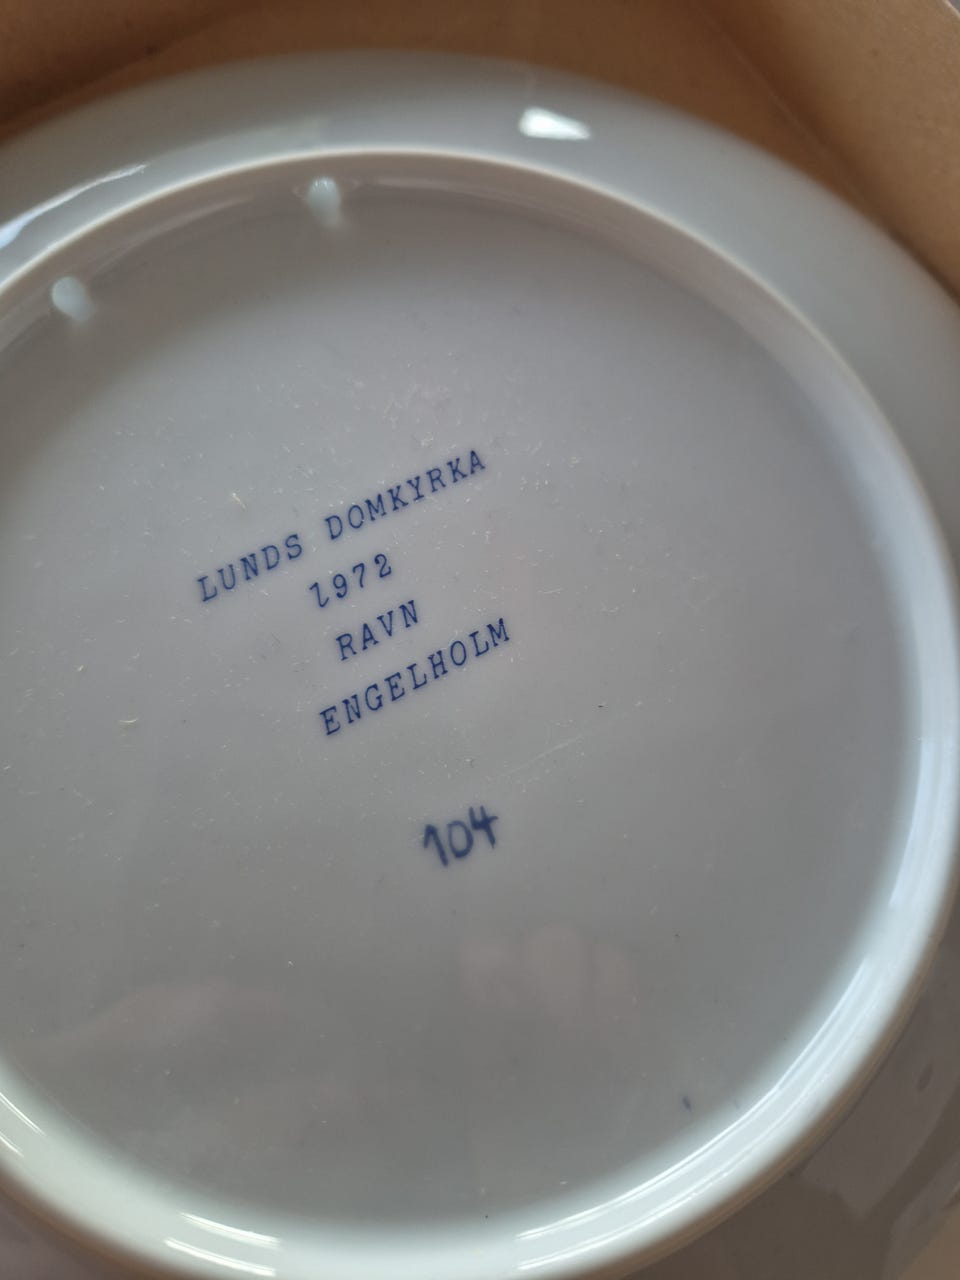 LUNDS DOMKYRKA
1972
RAVN
ENGELHOLM
104